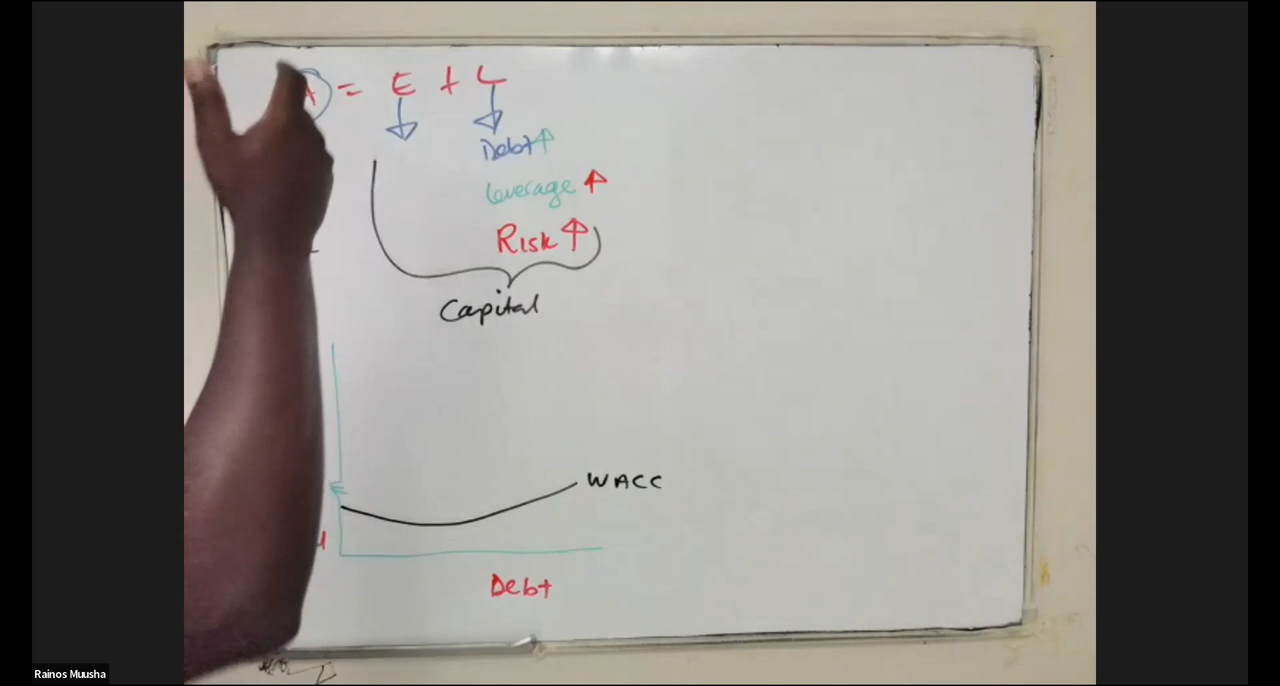 A = E + L
Debt
Leverage
Risk
Capital
WACC
Debt
Rainos Muusha